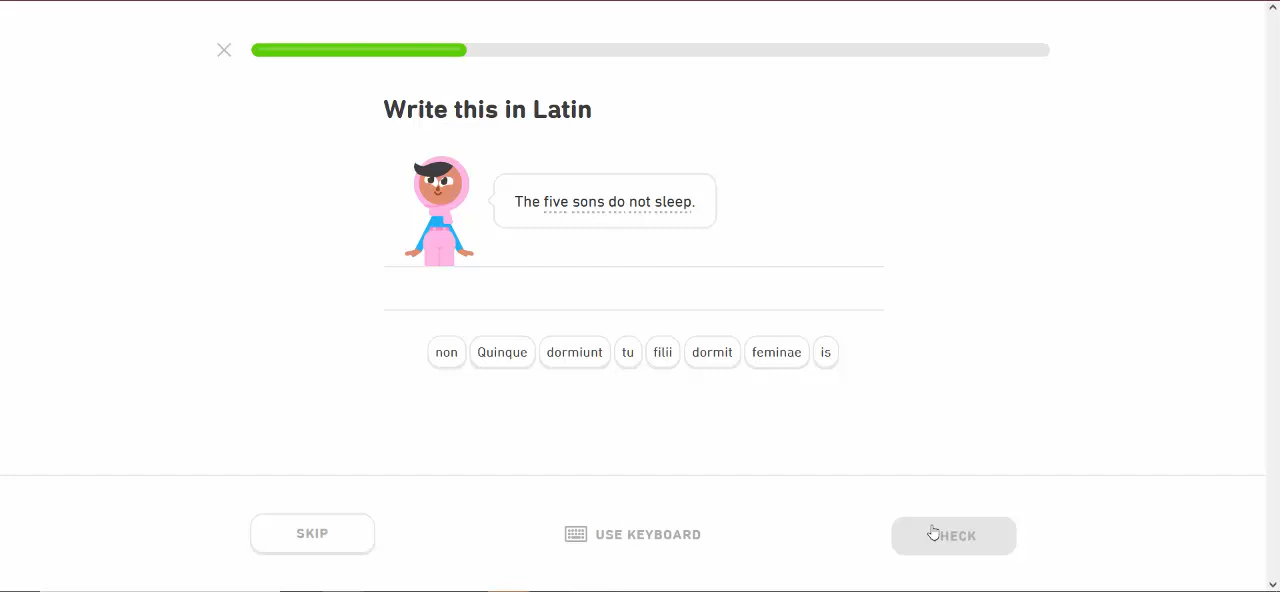 Write this in Latin
The five sons do not sleep.
non Quinque dormiunt tu filii dormit feminae is
SKIP USE KEYBOARD CHECK